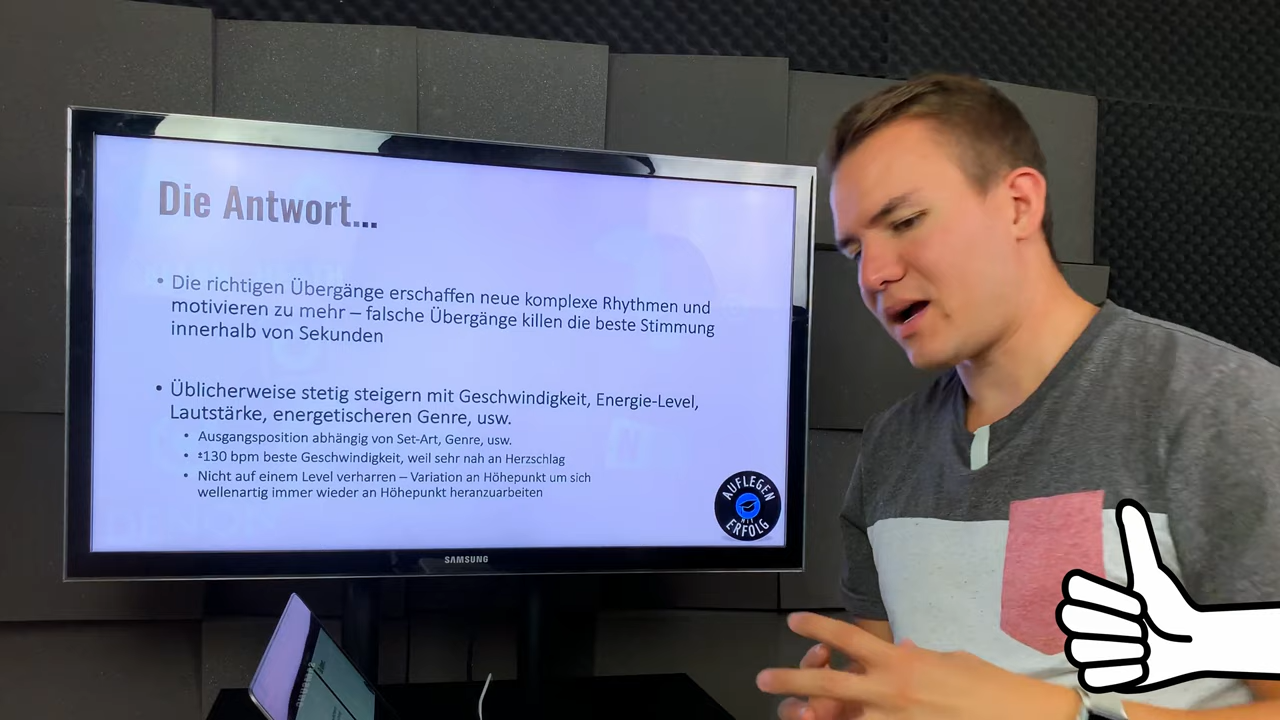 Die Antwort...
• Die richtigen Übergänge erschaffen neue komplexe Rhythmen und
motivieren zu mehr – falsche Übergänge killen die beste Stimmung
innerhalb von Sekunden
• Üblicherweise stetig steigern mit Geschwindigkeit, Energie-Level,
Lautstärke, energetischeren Genre, usw.
• Ausgangsposition abhängig von Set-Art, Genre, usw.
• ±130 bpm beste Geschwindigkeit, weil sehr nah an Herzschlag
• Nicht auf einem Level verharren – Variation an Höhepunkt um sich
wellenartig immer wieder an Höhepunkt heranzuarbeiten
AUFLEGEN
MIT
ERFOLG
SAMSUNG